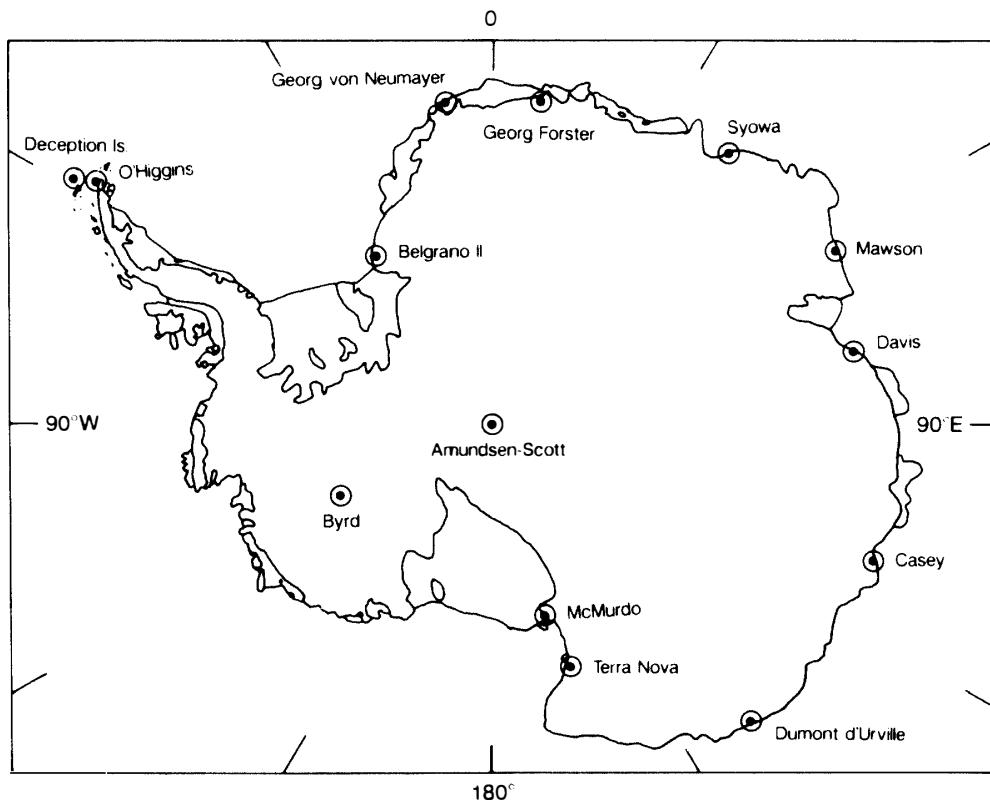 0
Georg von Neumayer
Georg Forster
Syowa
Deception Is.
O'Higgins
Belgrano II
Mawson
Davis
90°W
90°E
Amundsen-Scott
Byrd
Casey
McMurdo
Terra Nova
Dumont d'Urville
180°